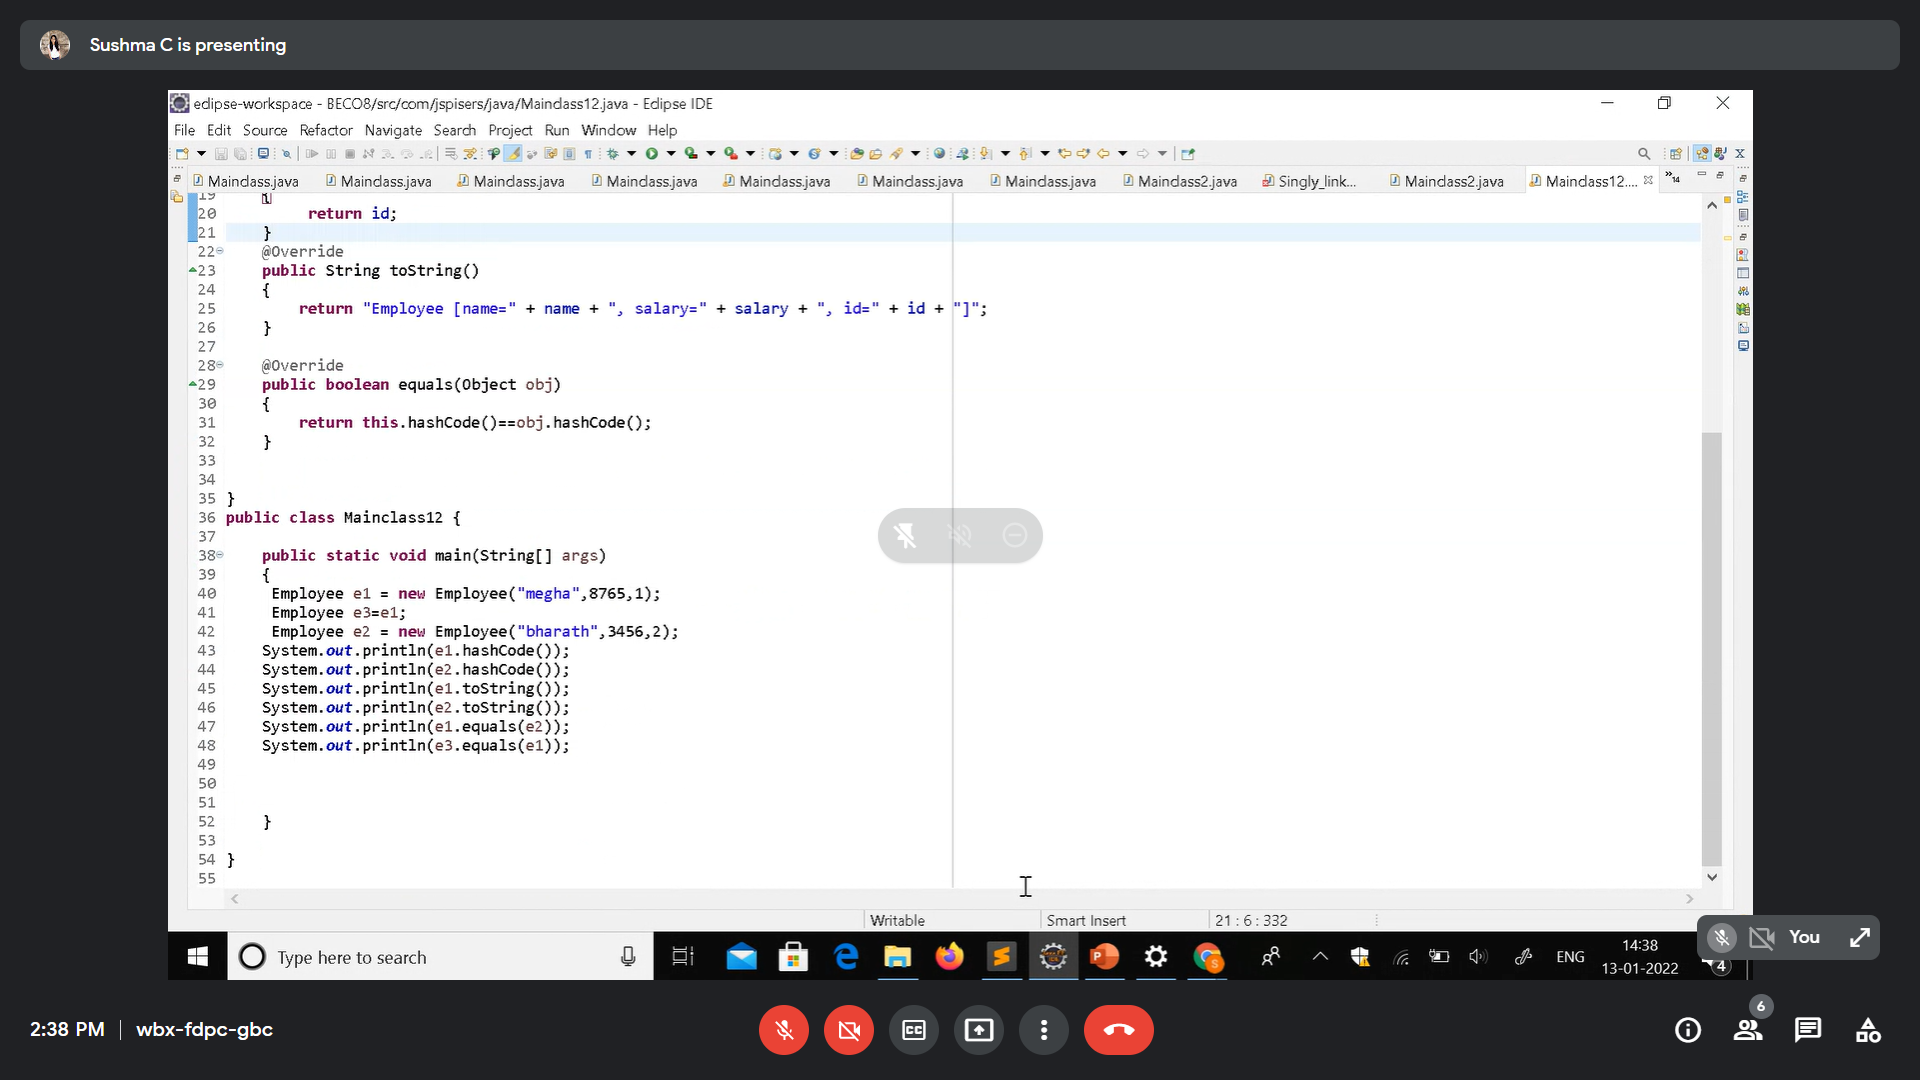 Sushma C is presenting
eclipse-workspace - BECO8/src/com/jspisers/java/Mainclass12.java - Eclipse IDE
File Edit Source Refactor Navigate Search Project Run Window Help
Mainclass.java Mainclass.java Mainclass.java Mainclass.java Mainclass.java Mainclass.java Mainclass.java Mainclass2.java Singly_link... Mainclass2.java Mainclass12.... »14
19 {
20 return id;
21 }
22 @Override
23 public String toString()
24 {
25 return "Employee [name=" + name + ", salary=" + salary + ", id=" + id + "]";
26 }
27
28 @Override
29 public boolean equals(Object obj)
30 {
31 return this.hashCode()==obj.hashCode();
32 }
33
34
35 }
36 public class Mainclass12 {
37
38 public static void main(String[] args)
39 {
40 Employee e1 = new Employee("megha",8765,1);
41 Employee e3=e1;
42 Employee e2 = new Employee("bharath",3456,2);
43 System.out.println(e1.hashCode());
44 System.out.println(e2.hashCode());
45 System.out.println(e1.toString());
46 System.out.println(e2.toString());
47 System.out.println(e1.equals(e2));
48 System.out.println(e3.equals(e1));
49
50
51
52 }
53
54 }
55
Writable Smart Insert 21 : 6 : 332
You
Type here to search
ENG
14:38
13-01-2022
4
2:38 PM | wbx-fdpc-gbc
6